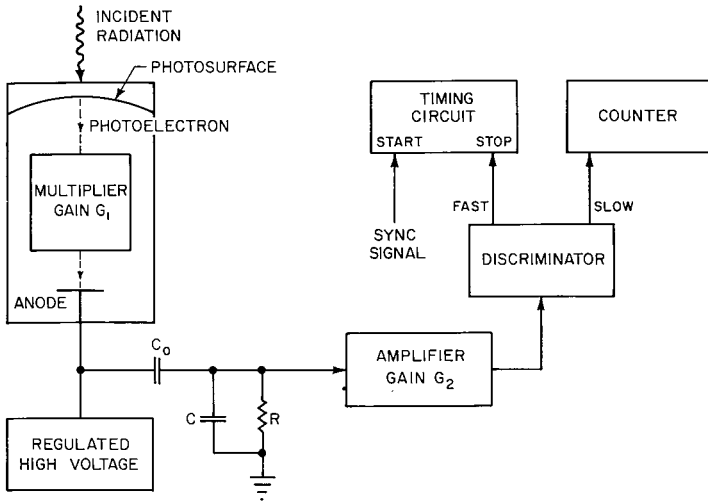 INCIDENT
RADIATION
PHOTOSURFACE
PHOTOELECTRON
MULTIPLIER
GAIN G₁
ANODE
C₀
C
R
REGULATED
HIGH VOLTAGE
AMPLIFIER
GAIN G₂
TIMING
CIRCUIT
START
STOP
SYNC
SIGNAL
FAST
SLOW
COUNTER
DISCRIMINATOR